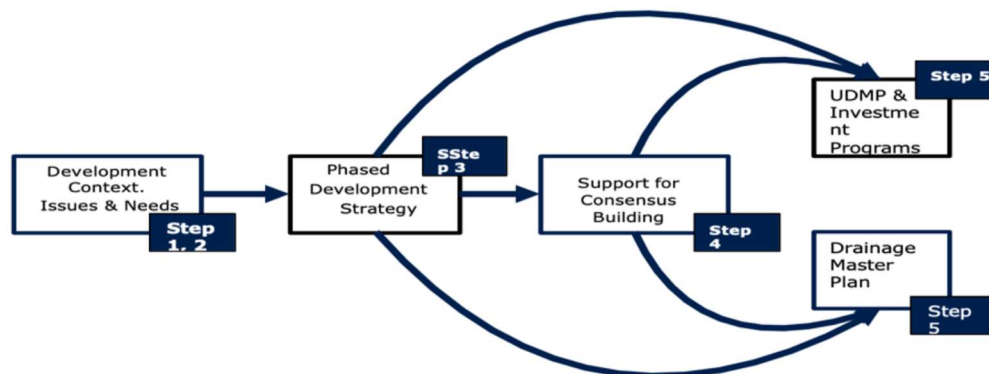 Development
Context.
Issues & Needs
Step
1, 2
Phased
Development
Strategy
SSte
p 3
Support for
Consensus
Building
Step
4
UDMP &
Investme
nt
Programs
Step 5
Drainage
Master
Plan
Step
5